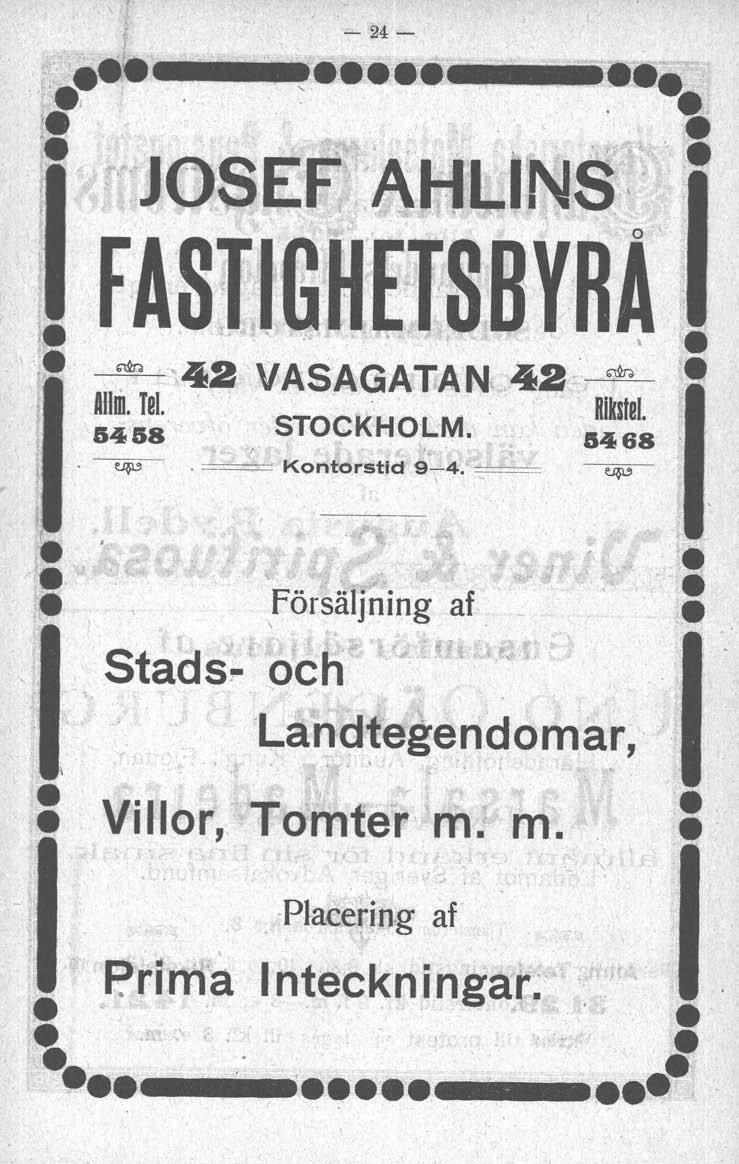 — 24 —
JOSEF AHLINS
FASTIGHETSBYRÅ
42 VASAGATAN 42
Allm. Tel.
5458
STOCKHOLM.
Kontorstid 9—4.
Rikstel.
5468
Försäljning af
Stads- och
Landtegendomar,
Villor, Tomter m. m.
Placering af
Prima Inteckningar.